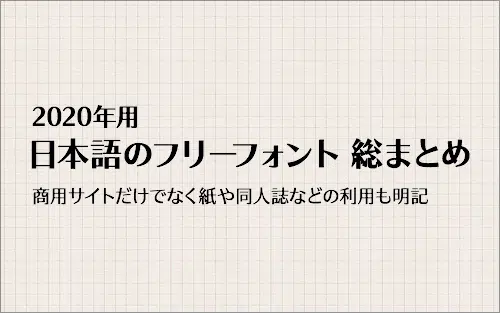 2020年用
日本語のフリーフォント 総まとめ
商用サイトだけでなく紙や同人誌などの利用も明記